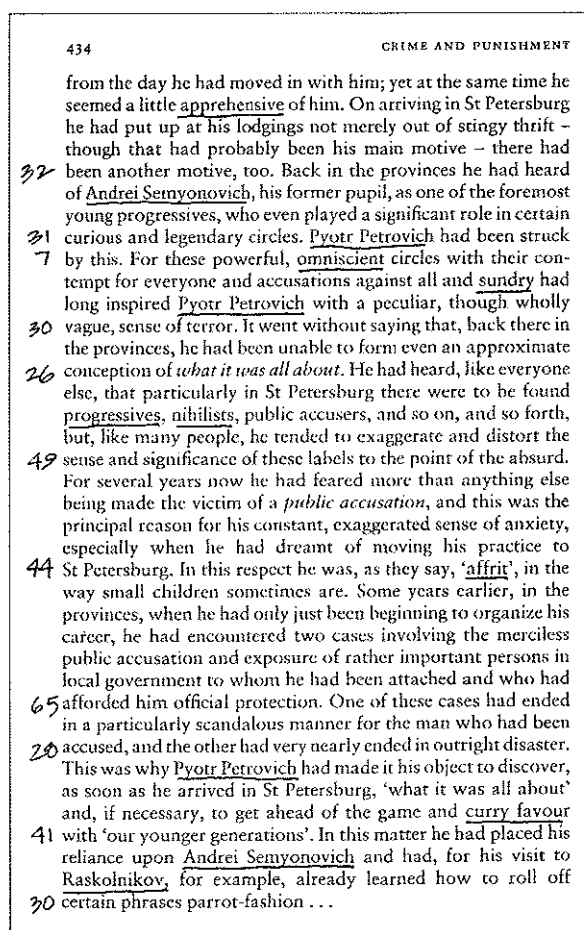 434 CRIME AND PUNISHMENT
from the day he had moved in with him; yet at the same time he
seemed a little apprehensive of him. On arriving in St Petersburg
he had put up at his lodgings not merely out of stingy thrift –
though that had probably been his main motive – there had
32 been another motive, too. Back in the provinces he had heard
of Andrei Semyonovich, his former pupil, as one of the foremost
young progressives, who even played a significant role in certain
31 curious and legendary circles. Pyotr Petrovich had been struck
7 by this. For these powerful, omniscient circles with their con-
tempt for everyone and accusations against all and sundry had
long inspired Pyotr Petrovich with a peculiar, though wholly
30 vague, sense of terror. It went without saying that, back there in
the provinces, he had been unable to form even an approximate
26 conception of what it was all about. He had heard, like everyone
else, that particularly in St Petersburg there were to be found
progressives, nihilists, public accusers, and so on, and so forth,
but, like many people, he tended to exaggerate and distort the
49 sense and significance of these labels to the point of the absurd.
For several years now he had feared more than anything else
being made the victim of a public accusation, and this was the
principal reason for his constant, exaggerated sense of anxiety,
especially when he had dreamt of moving his practice to
44 St Petersburg. In this respect he was, as they say, 'affrit', in the
way small children sometimes are. Some years earlier, in the
provinces, when he had only just been beginning to organize his
career, he had encountered two cases involving the merciless
public accusation and exposure of rather important persons in
local government to whom he had been attached and who had
65 afforded him official protection. One of these cases had ended
in a particularly scandalous manner for the man who had been
20 accused, and the other had very nearly ended in outright disaster.
This was why Pyotr Petrovich had made it his object to discover,
as soon as he arrived in St Petersburg, 'what it was all about'
and, if necessary, to get ahead of the game and curry favour
41 with 'our younger generations'. In this matter he had placed his
reliance upon Andrei Semyonovich and had, for his visit to
Raskolnikov, for example, already learned how to roll off
30 certain phrases parrot-fashion . . .